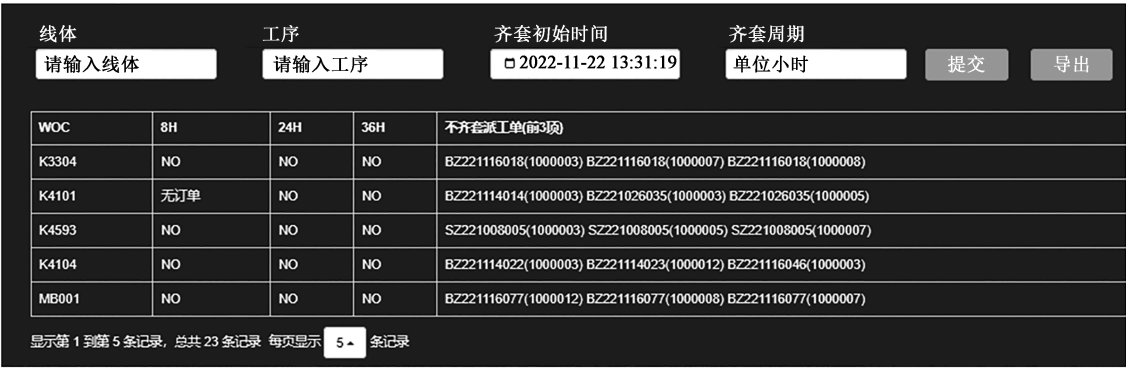 线体 工序 齐套初始时间 齐套周期
请输入线体 请输入工序 2022-11-22 13:31:19 单位小时 提交 导出
WOC 8H 24H 36H 不齐套派工单(前3项)
K3304 NO NO NO BZ221116018(1000003) BZ221116018(1000007) BZ221116018(1000008)
K4101 无订单 NO NO BZ221114014(1000003) BZ221026035(1000003) BZ221026035(1000005)
K4593 NO NO NO SZ221008005(1000003) SZ221008005(1000005) SZ221008005(1000007)
K4104 NO NO NO BZ221114022(1000003) BZ221114023(1000012) BZ221116046(1000003)
MB001 NO NO NO BZ221116077(1000012) BZ221116077(1000008) BZ221116077(1000007)
显示第 1 到第 5 条记录，总共 23 条记录 每页显示 5 条记录